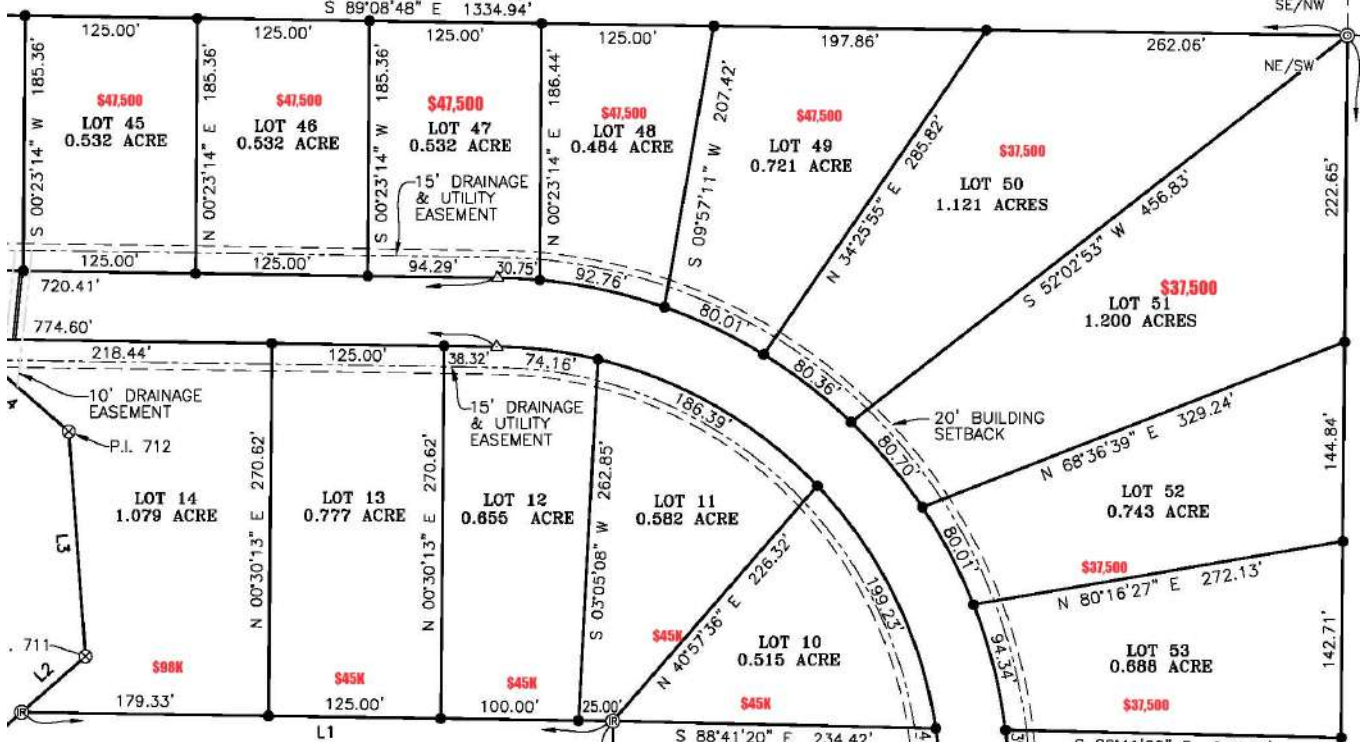 S 89°08'48" E 1334.94'
SE/NW
125.00'
125.00'
125.00'
125.00'
197.86'
262.06'
NE/SW
S 00°23'14" W 185.36'
N 00°23'14" E 185.36'
S 00°23'14" W 185.36'
N 00°23'14" E 186.44'
S 09°57'11" W 207.42'
N 34°25'55" E 285.82'
S 52°02'53" W 456.83'
222.65'
$47,500
LOT 45
0.532 ACRE
$47,500
LOT 46
0.532 ACRE
$47,500
LOT 47
0.532 ACRE
$47,500
LOT 48
0.484 ACRE
$47,500
LOT 49
0.721 ACRE
$37,500
LOT 50
1.121 ACRES
$37,500
LOT 51
1.200 ACRES
15' DRAINAGE
& UTILITY
EASEMENT
125.00'
125.00'
94.29'
30.75'
92.76'
80.01'
80.36'
80.70'
80.01'
94.34'
720.41'
774.60'
218.44'
125.00'
38.32'
74.16'
186.39'
199.23'
10' DRAINAGE
EASEMENT
P.I. 712
15' DRAINAGE
& UTILITY
EASEMENT
20' BUILDING
SETBACK
N 68°36'39" E 329.24'
144.84'
LOT 52
0.743 ACRE
$37,500
N 80°16'27" E 272.13'
142.71'
LOT 53
0.688 ACRE
$37,500
LOT 14
1.079 ACRE
$98K
N 00°30'13" E 270.62'
LOT 13
0.777 ACRE
$45K
N 00°30'13" E 270.62'
LOT 12
0.655 ACRE
$45K
S 03°05'08" W 262.85'
LOT 11
0.582 ACRE
$45K
N 40°57'36" E 226.32'
LOT 10
0.515 ACRE
$45K
L3
. 711
L2
IR
179.33'
L1
125.00'
100.00'
25.00'
IR
S 88°41'20" E 234.42'